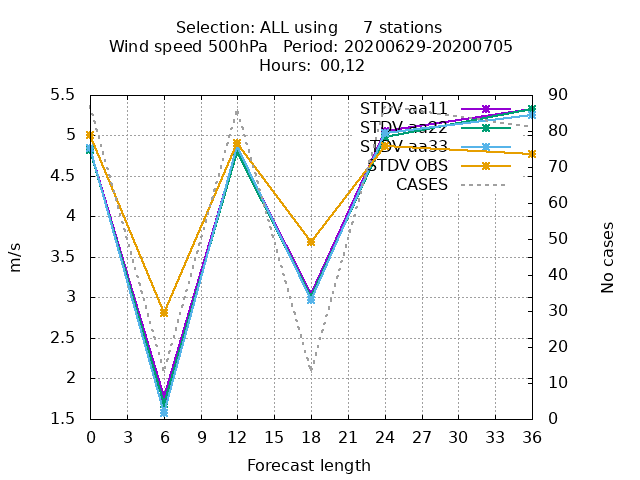 Selection: ALL using     7 stations
Wind speed 500hPa   Period: 20200629-20200705
Hours: 00,12
5.5
5
4.5
4
3.5
3
2.5
2
1.5
m/s
STDV aa11
STDV aa22
STDV aa33
STDV OBS
CASES
90
80
70
60
50
40
30
20
10
0
No cases
0 3 6 9 12 15 18 21 24 27 30 33 36
Forecast length